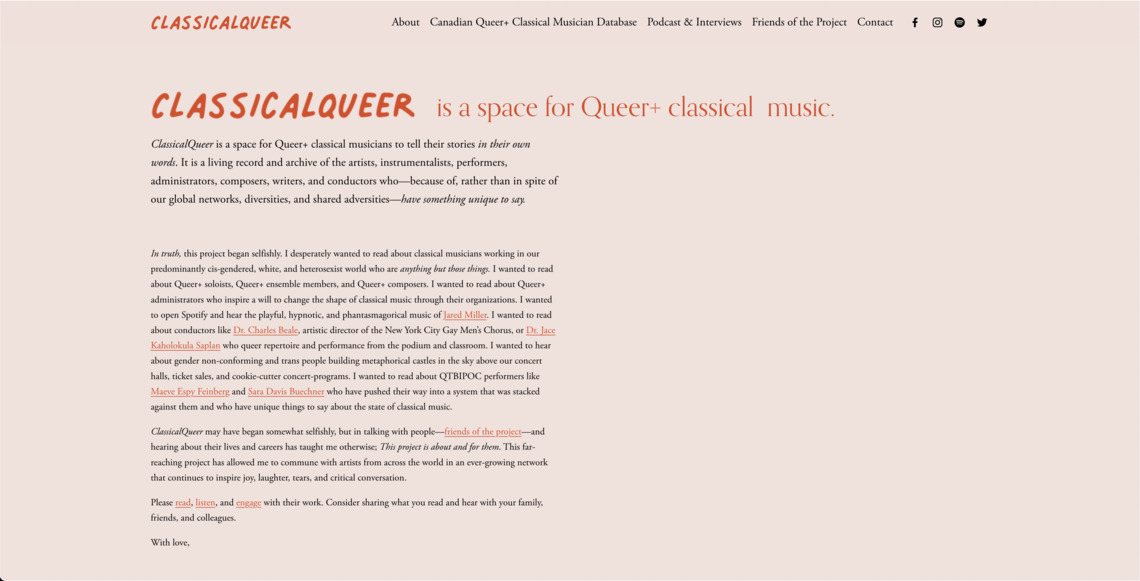 CLASSICALQUEER
About Canadian Queer+ Classical Musician Database Podcast & Interviews Friends of the Project Contact
CLASSICALQUEER is a space for Queer+ classical music.
ClassicalQueer is a space for Queer+ classical musicians to tell their stories in their own
words. It is a living record and archive of the artists, instrumentalists, performers,
administrators, composers, writers, and conductors who—because of, rather than in spite of
our global networks, diversities, and shared adversities—have something unique to say.
In truth, this project began selfishly. I desperately wanted to read about classical musicians working in our
predominantly cis-gendered, white, and heterosexist world who are anything but those things. I wanted to read
about Queer+ soloists, Queer+ ensemble members, and Queer+ composers. I wanted to read about Queer+
administrators who inspire a will to change the shape of classical music through their organizations. I wanted
to open Spotify and hear the playful, hypnotic, and phantasmagorical music of Jared Miller. I wanted to read
about conductors like Dr. Charles Beale, artistic director of the New York City Gay Men's Chorus, or Dr. Jace
Kaholokula Saplan who queer repertoire and performance from the podium and classroom. I wanted to hear
about gender non-conforming and trans people building metaphorical castles in the sky above our concert
halls, ticket sales, and cookie-cutter concert-programs. I wanted to read about QTBIPOC performers like
Maeve Espy Feinberg and Sara Davis Buechner who have pushed their way into a system that was stacked
against them and who have unique things to say about the state of classical music.
ClassicalQueer may have began somewhat selfishly, but in talking with people—friends of the project—and
hearing about their lives and careers has taught me otherwise; This project is about and for them. This far-
reaching project has allowed me to commune with artists from across the world in an ever-growing network
that continues to inspire joy, laughter, tears, and critical conversation.
Please read, listen, and engage with their work. Consider sharing what you read and hear with your family,
friends, and colleagues.
With love,